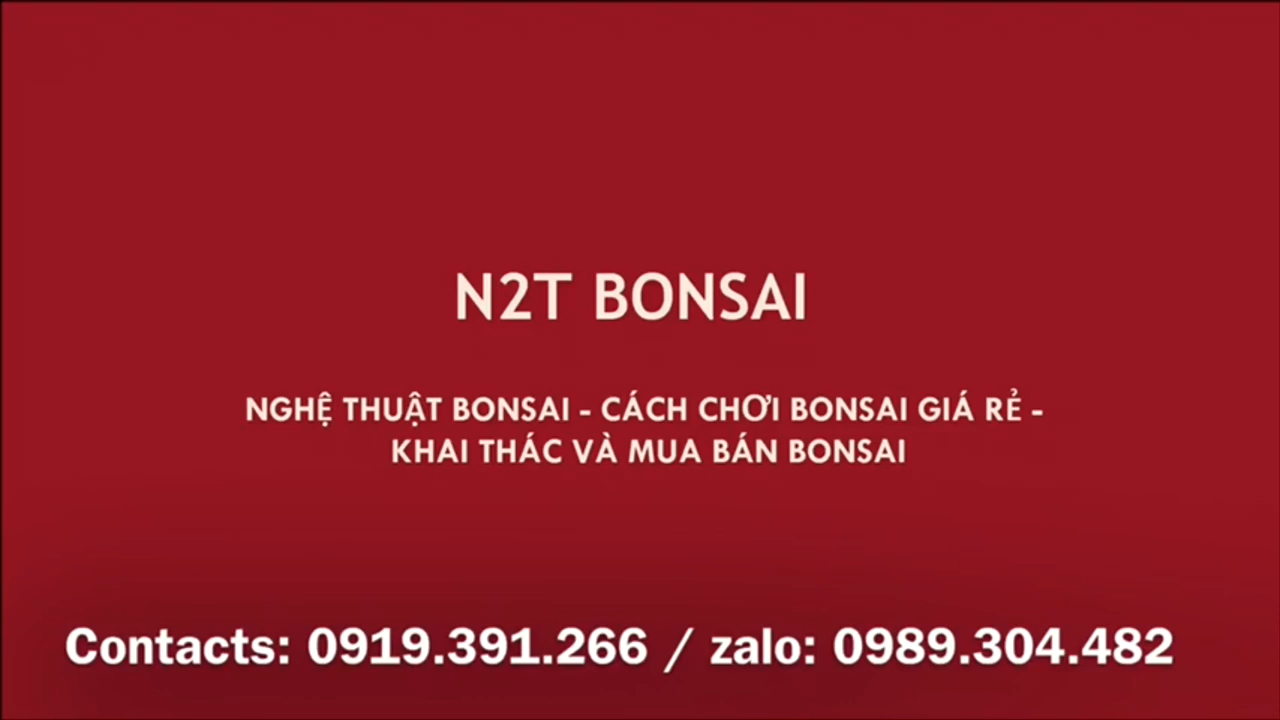 N2T BONSAI
NGHỆ THUẬT BONSAI - CÁCH CHƠI BONSAI GIÁ RẺ -
KHAI THÁC VÀ MUA BÁN BONSAI
Contacts: 0919.391.266 / zalo: 0989.304.482